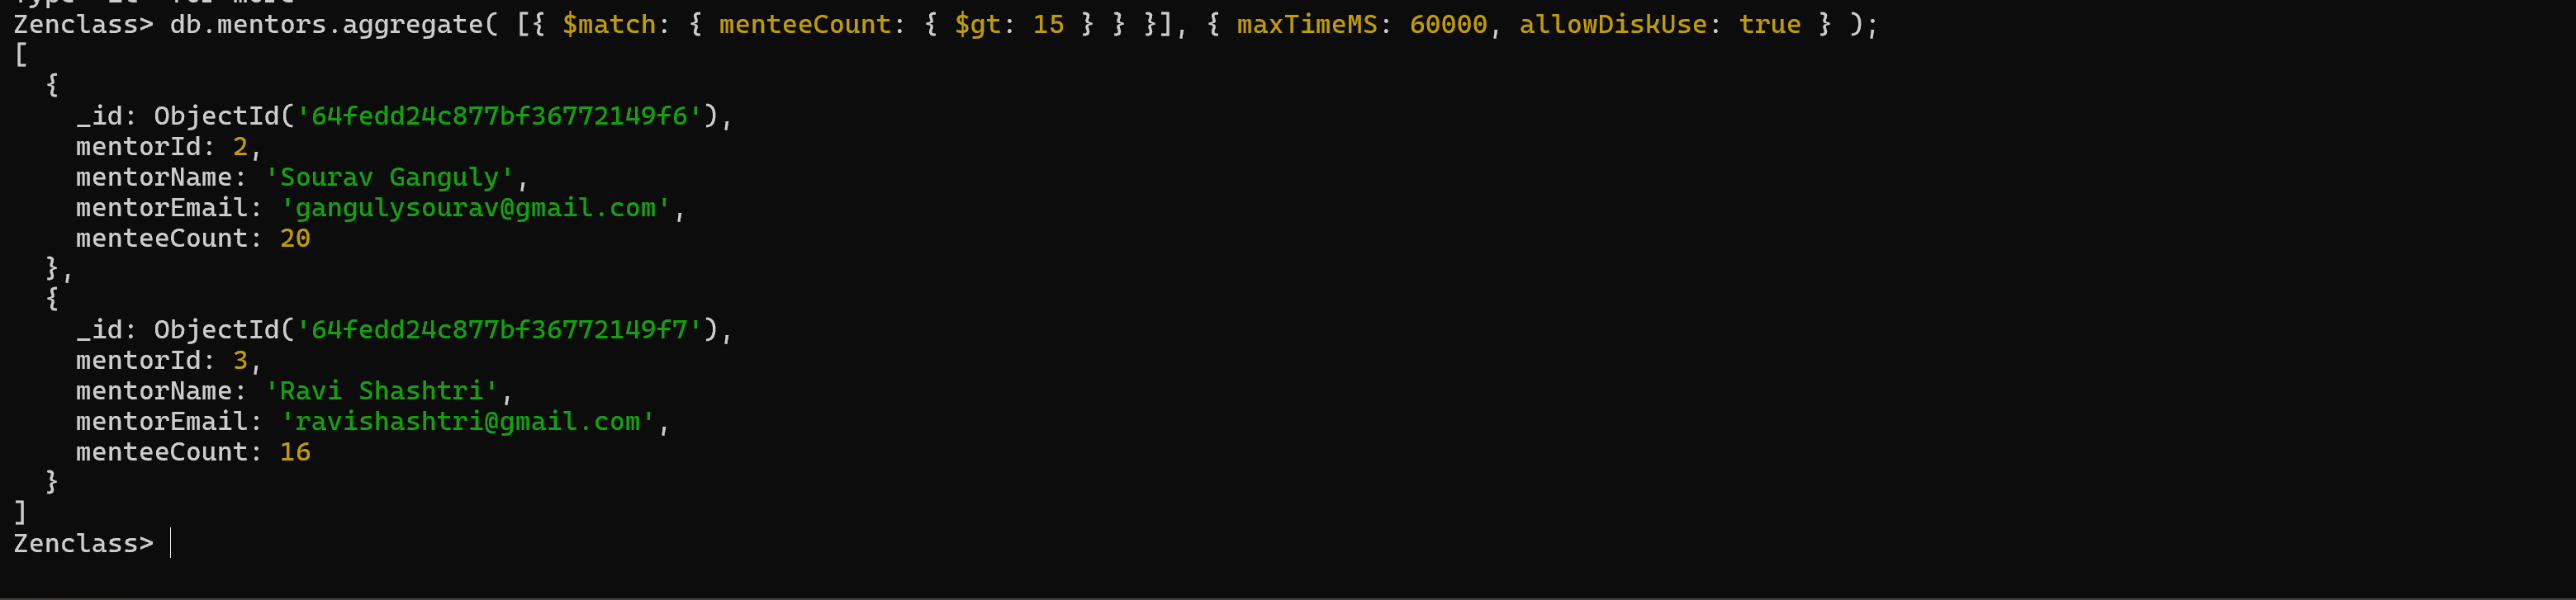 Zenclass> db.mentors.aggregate( [{ $match: { menteeCount: { $gt: 15 } } }], { maxTimeMS: 60000, allowDiskUse: true } );
[
  {
    _id: ObjectId('64fedd24c877bf36772149f6'),
    mentorId: 2,
    mentorName: 'Sourav Ganguly',
    mentorEmail: 'gangulysourav@gmail.com',
    menteeCount: 20
  },
  {
    _id: ObjectId('64fedd24c877bf36772149f7'),
    mentorId: 3,
    mentorName: 'Ravi Shashtri',
    mentorEmail: 'ravishashtri@gmail.com',
    menteeCount: 16
  }
]
Zenclass>